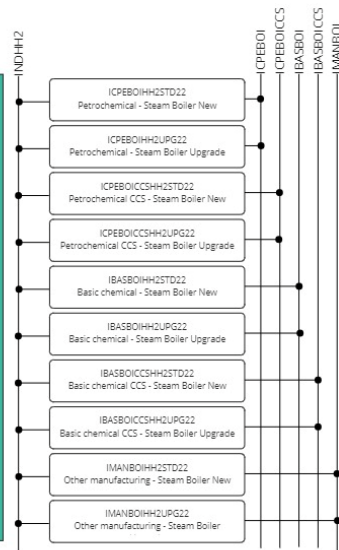 INDHH2
ICPEBOI
ICPEBOICCS
IBASBOI
IBASBOICCS
IMANBOI
ICPEBOIHH2STD22
Petrochemical - Steam Boiler New
ICPEBOIHH2UPG22
Petrochemical - Steam Boiler Upgrade
ICPEBOICCSHH2STD22
Petrochemical CCS - Steam Boiler New
ICPEBOICCSHH2UPG22
Petrochemical CCS - Steam Boiler Upgrade
IBASBOIHH2STD22
Basic chemical - Steam Boiler New
IBASBOIHH2UPG22
Basic chemical - Steam Boiler Upgrade
IBASBOICCSHH2STD22
Basic chemical CCS - Steam Boiler New
IBASBOICCSHH2UPG22
Basic chemical CCS - Steam Boiler Upgrade
IMANBOIHH2STD22
Other manufacturing - Steam Boiler New
IMANBOIHH2UPG22
Other manufacturing - Steam Boiler